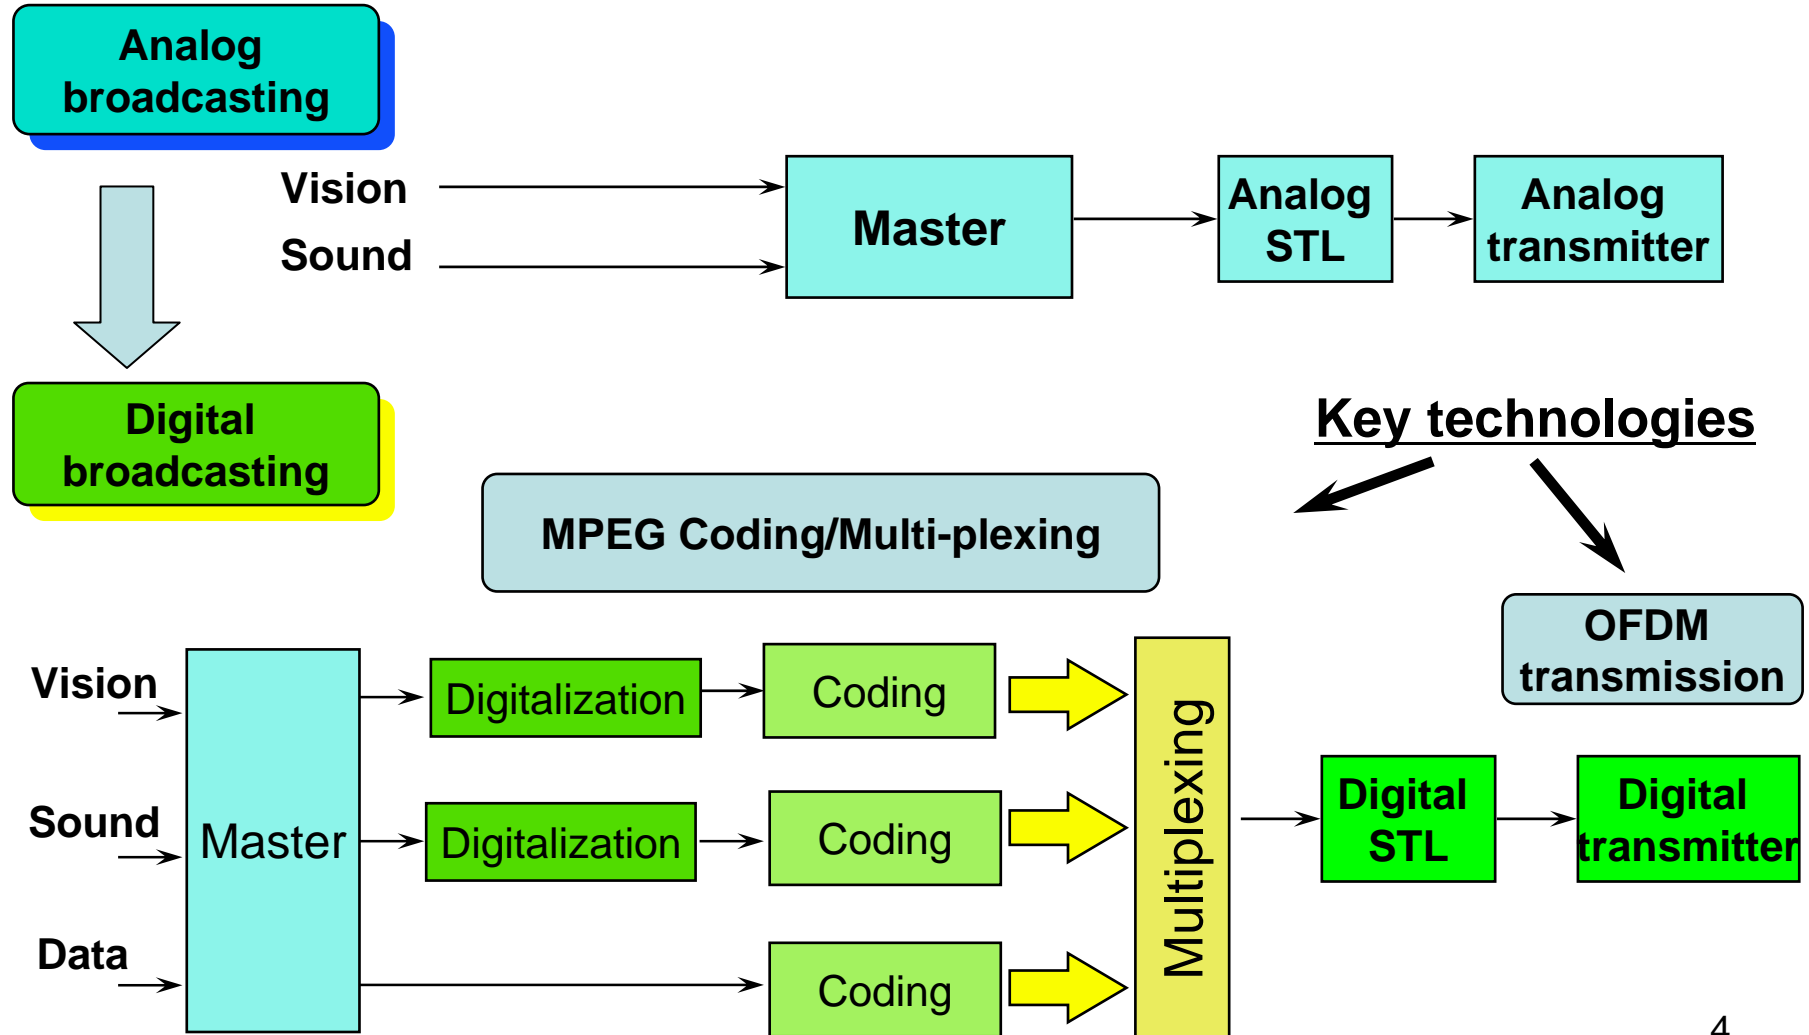 Analog
broadcasting
Vision
Sound
Master
Analog
STL
Analog
transmitter
Digital
broadcasting
Key technologies
MPEG Coding/Multi-plexing
OFDM
transmission
Vision
Sound
Data
Master
Digitalization
Coding
Digitalization
Coding
Coding
Multiplexing
Digital
STL
Digital
transmitter
4